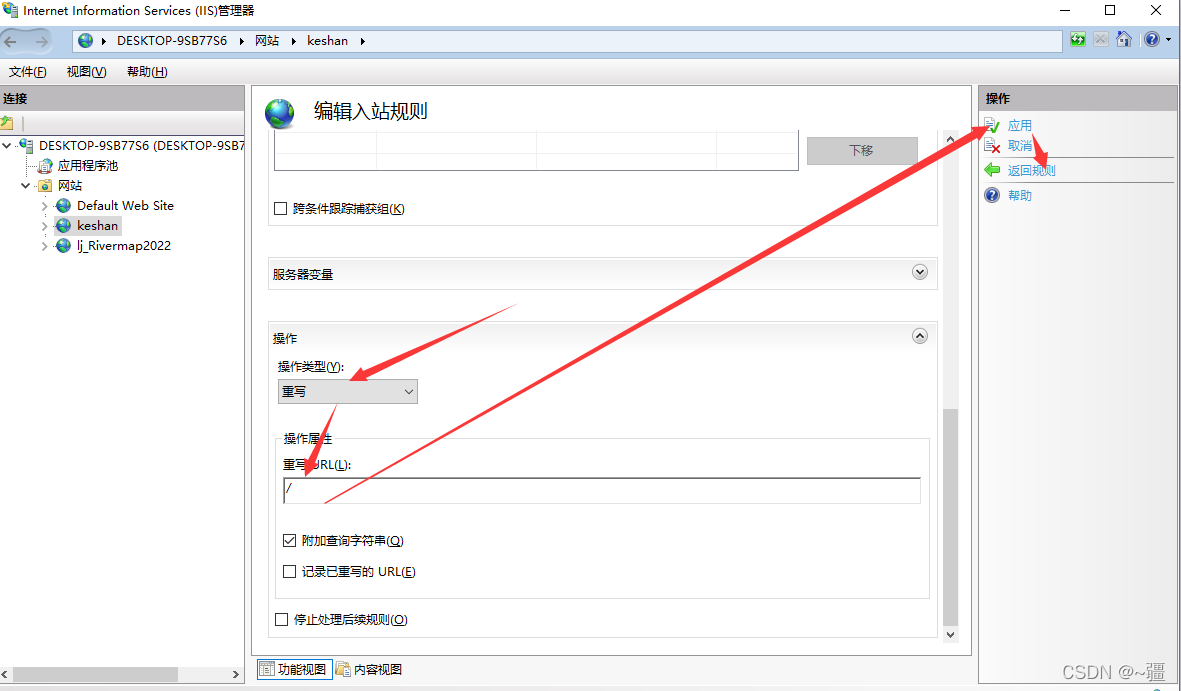 Internet Information Services (IIS)管理器
DESKTOP-9SB77S6 网站 keshan
文件(F) 视图(V) 帮助(H)
连接
DESKTOP-9SB77S6 (DESKTOP-9SB7
应用程序池
网站
Default Web Site
keshan
lj_Rivermap2022
编辑入站规则
下移
跨条件跟踪捕获组(K)
服务器变量
操作
操作类型(Y):
重写
操作属性
重写 URL(L):
/
附加查询字符串(Q)
记录已重写的 URL(E)
停止处理后续规则(O)
功能视图 内容视图
操作
应用
取消
返回规则
帮助
CSDN @~疆